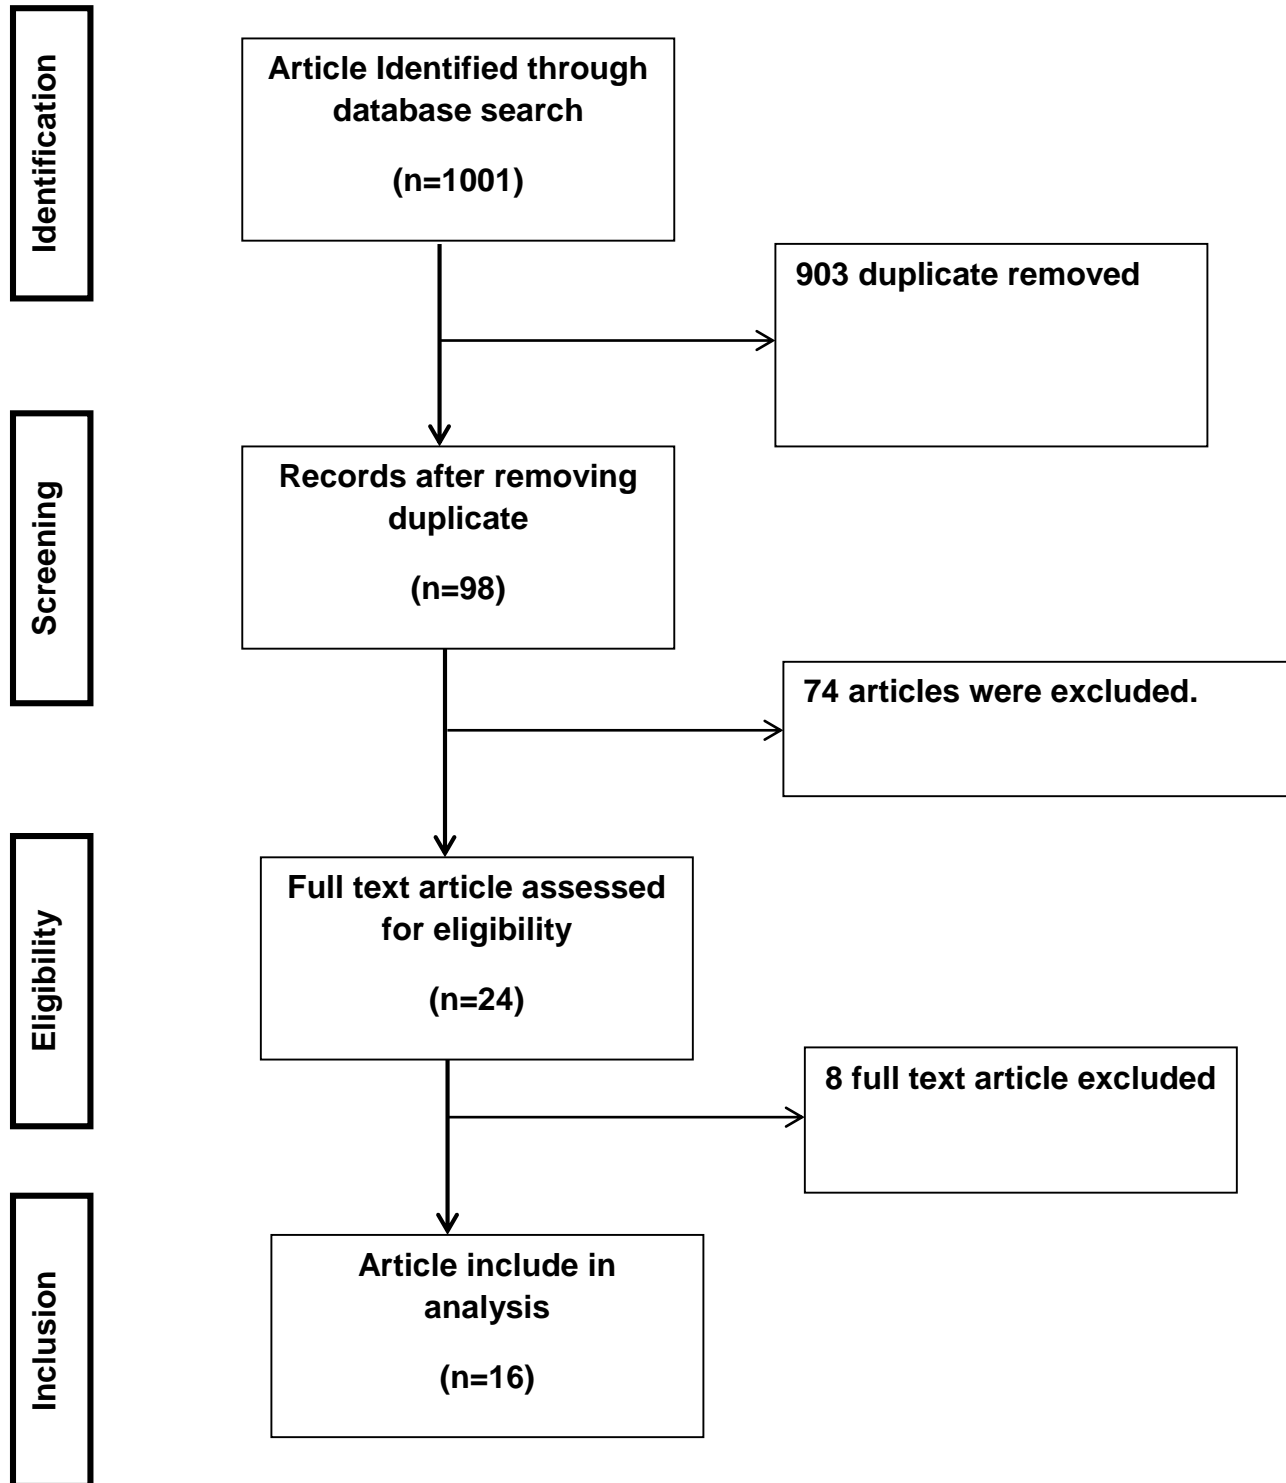 Identification
Article Identified through
database search
(n=1001)
903 duplicate removed
Screening
Records after removing
duplicate
(n=98)
74 articles were excluded.
Eligibility
Full text article assessed
for eligibility
(n=24)
8 full text article excluded
Inclusion
Article include in
analysis
(n=16)